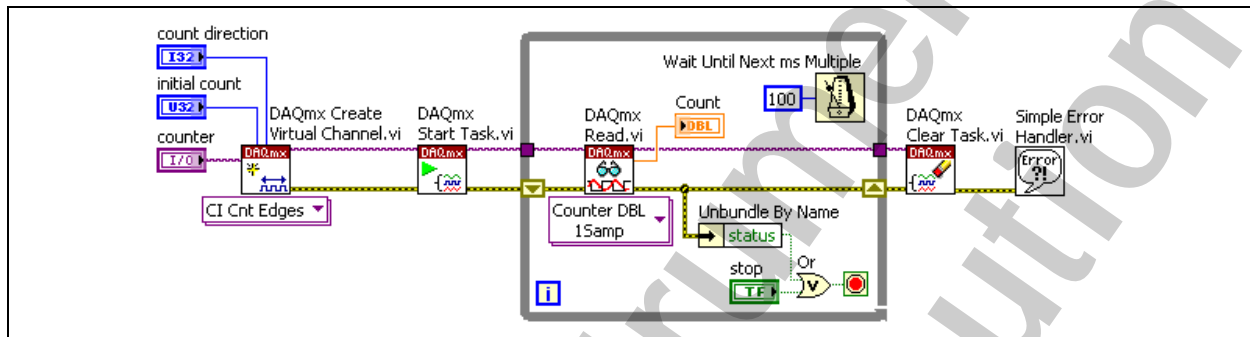 count direction
I32
initial count
U32
counter
I/O
DAQmx Create
Virtual Channel.vi
DAQmx
CI Cnt Edges
DAQmx
Start Task.vi
DAQmx
DAQmx
Read.vi
DAQmx
Counter DBL
1Samp
Count
DBL
Wait Until Next ms Multiple
100
Unbundle By Name
status
stop
TF
Or
V
i
DAQmx
Clear Task.vi
DAQmx
Simple Error
Handler.vi
Error
?!